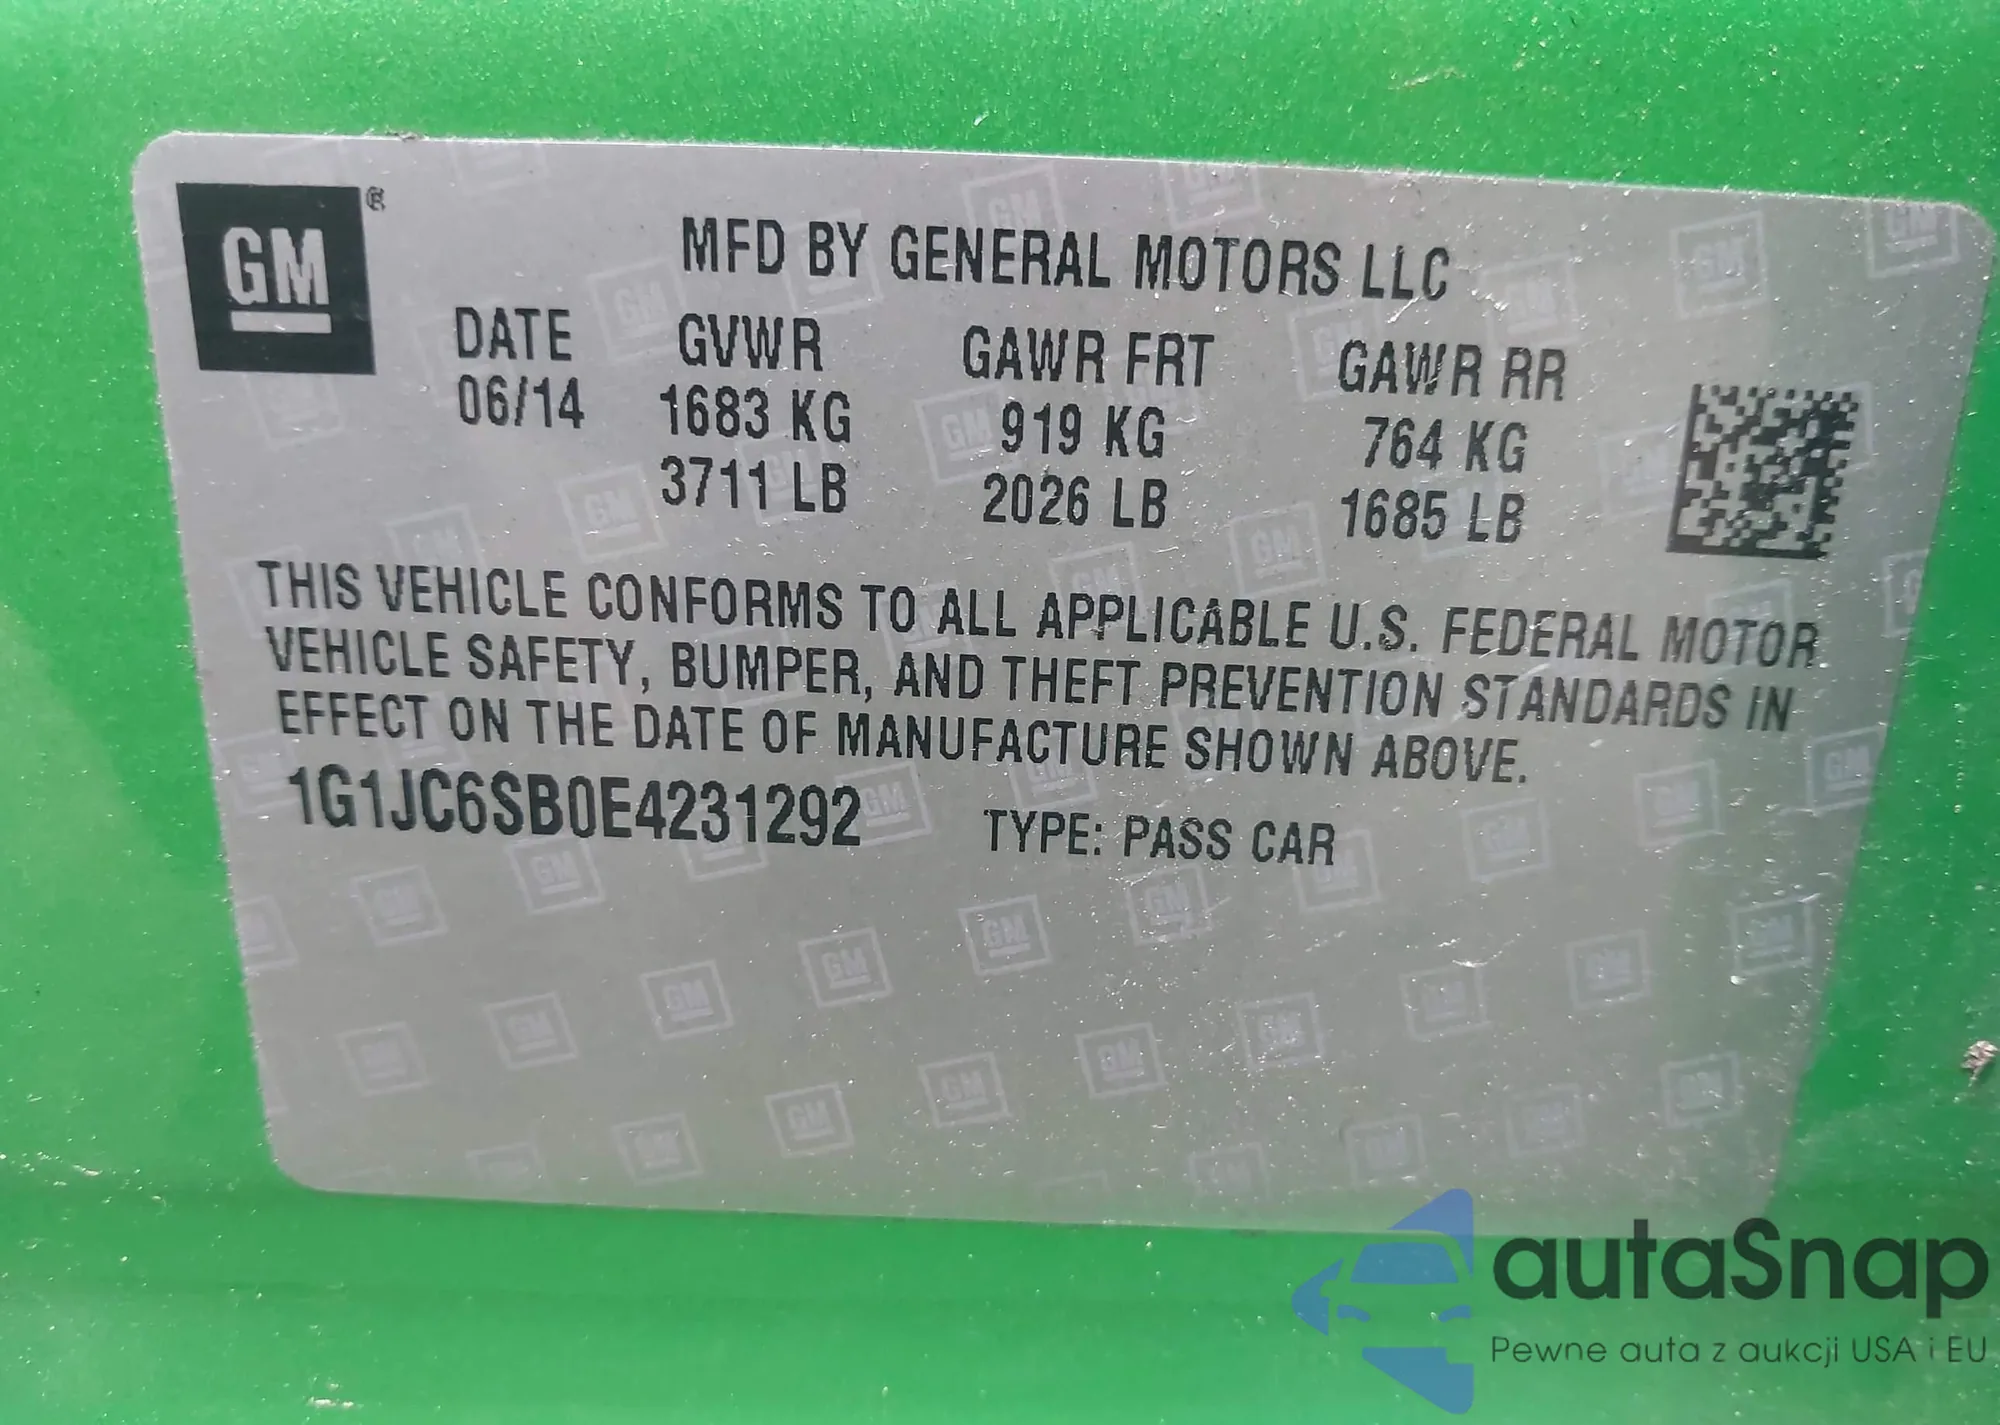 GM ®
MFD BY GENERAL MOTORS LLC
DATE GVWR GAWR FRT GAWR RR
06/14 1683 KG 919 KG 764 KG
3711 LB 2026 LB 1685 LB
THIS VEHICLE CONFORMS TO ALL APPLICABLE U.S. FEDERAL MOTOR
VEHICLE SAFETY, BUMPER, AND THEFT PREVENTION STANDARDS IN
EFFECT ON THE DATE OF MANUFACTURE SHOWN ABOVE.
1G1JC6SB0E4231292 TYPE: PASS CAR
autaSnap
Pewne auta z aukcji USA i EU